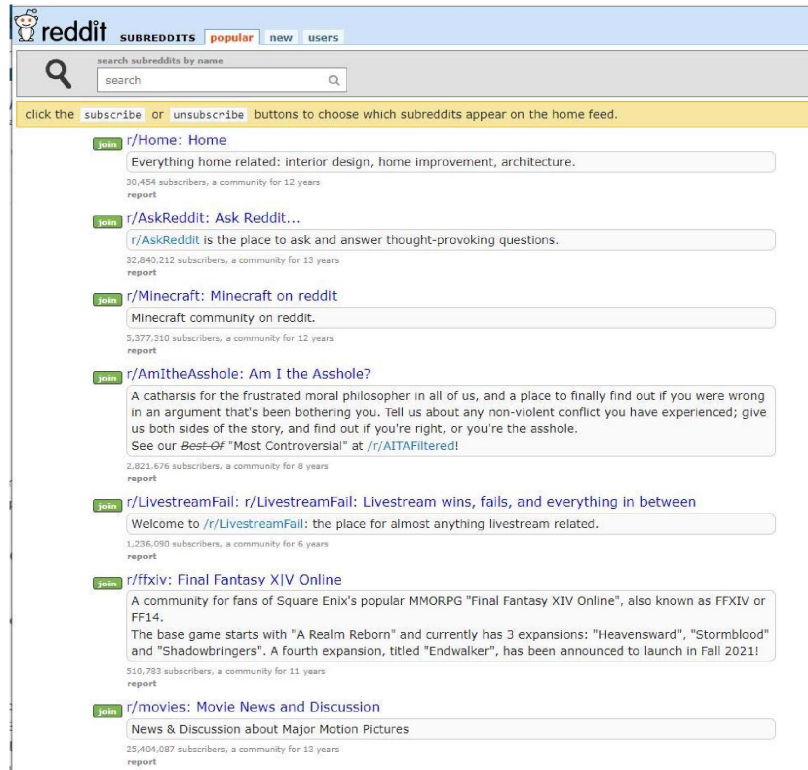 reddit SUBREDDITS popular new users
search subreddits by name
search
click the subscribe or unsubscribe buttons to choose which subreddits appear on the home feed.
join r/Home: Home
Everything home related: interior design, home improvement, architecture.
30,454 subscribers, a community for 12 years
report
join r/AskReddit: Ask Reddit...
r/AskReddit is the place to ask and answer thought-provoking questions.
32,840,212 subscribers, a community for 13 years
report
join r/Minecraft: Minecraft on reddit
Minecraft community on reddit.
5,377,310 subscribers, a community for 12 years
report
join r/AmItheAsshole: Am I the Asshole?
A catharsis for the frustrated moral philosopher in all of us, and a place to finally find out if you were wrong
in an argument that's been bothering you. Tell us about any non-violent conflict you have experienced; give
us both sides of the story, and find out if you're right, or you're the asshole.
See our Best Of "Most Controversial" at /r/AITAFiltered!
2,821,676 subscribers, a community for 8 years
report
join r/LivestreamFail: r/LivestreamFail: Livestream wins, fails, and everything in between
Welcome to /r/LivestreamFail: the place for almost anything livestream related.
1,236,090 subscribers, a community for 6 years
report
join r/ffxiv: Final Fantasy X|V Online
A community for fans of Square Enix's popular MMORPG "Final Fantasy XIV Online", also known as FFXIV or
FF14.
The base game starts with "A Realm Reborn" and currently has 3 expansions: "Heavensward", "Stormblood"
and "Shadowbringers". A fourth expansion, titled "Endwalker", has been announced to launch in Fall 2021!
510,783 subscribers, a community for 11 years
report
join r/movies: Movie News and Discussion
News & Discussion about Major Motion Pictures
25,404,087 subscribers, a community for 13 years
report